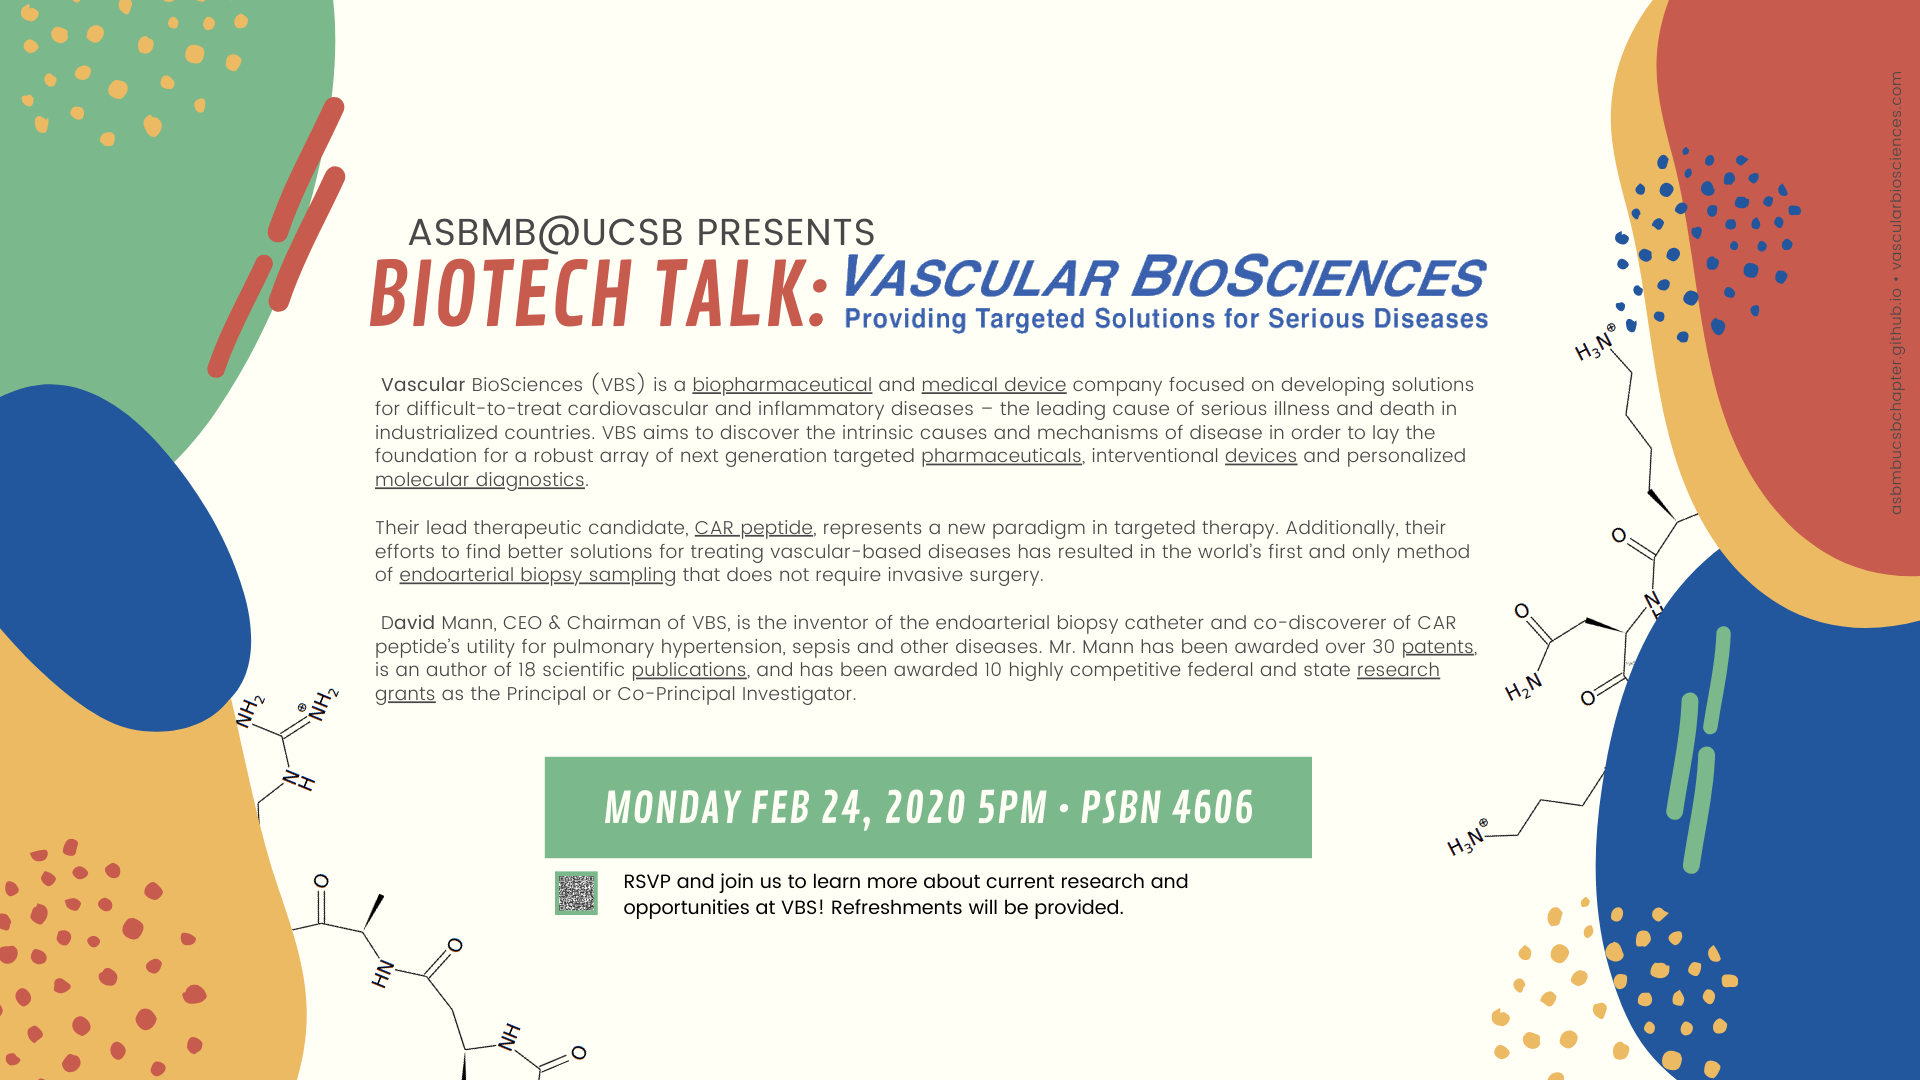 ASBMB@UCSB PRESENTS
BIOTECH TALK:
VASCULAR BIOSCIENCES
Providing Targeted Solutions for Serious Diseases
Vascular BioSciences (VBS) is a biopharmaceutical and medical device company focused on developing solutions
for difficult-to-treat cardiovascular and inflammatory diseases – the leading cause of serious illness and death in
industrialized countries. VBS aims to discover the intrinsic causes and mechanisms of disease in order to lay the
foundation for a robust array of next generation targeted pharmaceuticals, interventional devices and personalized
molecular diagnostics.
Their lead therapeutic candidate, CAR peptide, represents a new paradigm in targeted therapy. Additionally, their
efforts to find better solutions for treating vascular-based diseases has resulted in the world's first and only method
of endoarterial biopsy sampling that does not require invasive surgery.
David Mann, CEO & Chairman of VBS, is the inventor of the endoarterial biopsy catheter and co-discoverer of CAR
peptide's utility for pulmonary hypertension, sepsis and other diseases. Mr. Mann has been awarded over 30 patents,
is an author of 18 scientific publications, and has been awarded 10 highly competitive federal and state research
grants as the Principal or Co-Principal Investigator.
MONDAY FEB 24, 2020 5PM • PSBN 4606
RSVP and join us to learn more about current research and
opportunities at VBS! Refreshments will be provided.
asbmbucsbchapter.github.io • vascularbiosciences.com
H₃N⊕
O
N
H
O
H₂N
O
H₃N⊕
NH₂
⊕
NH₂
N
H
O
HN
O
NH
O